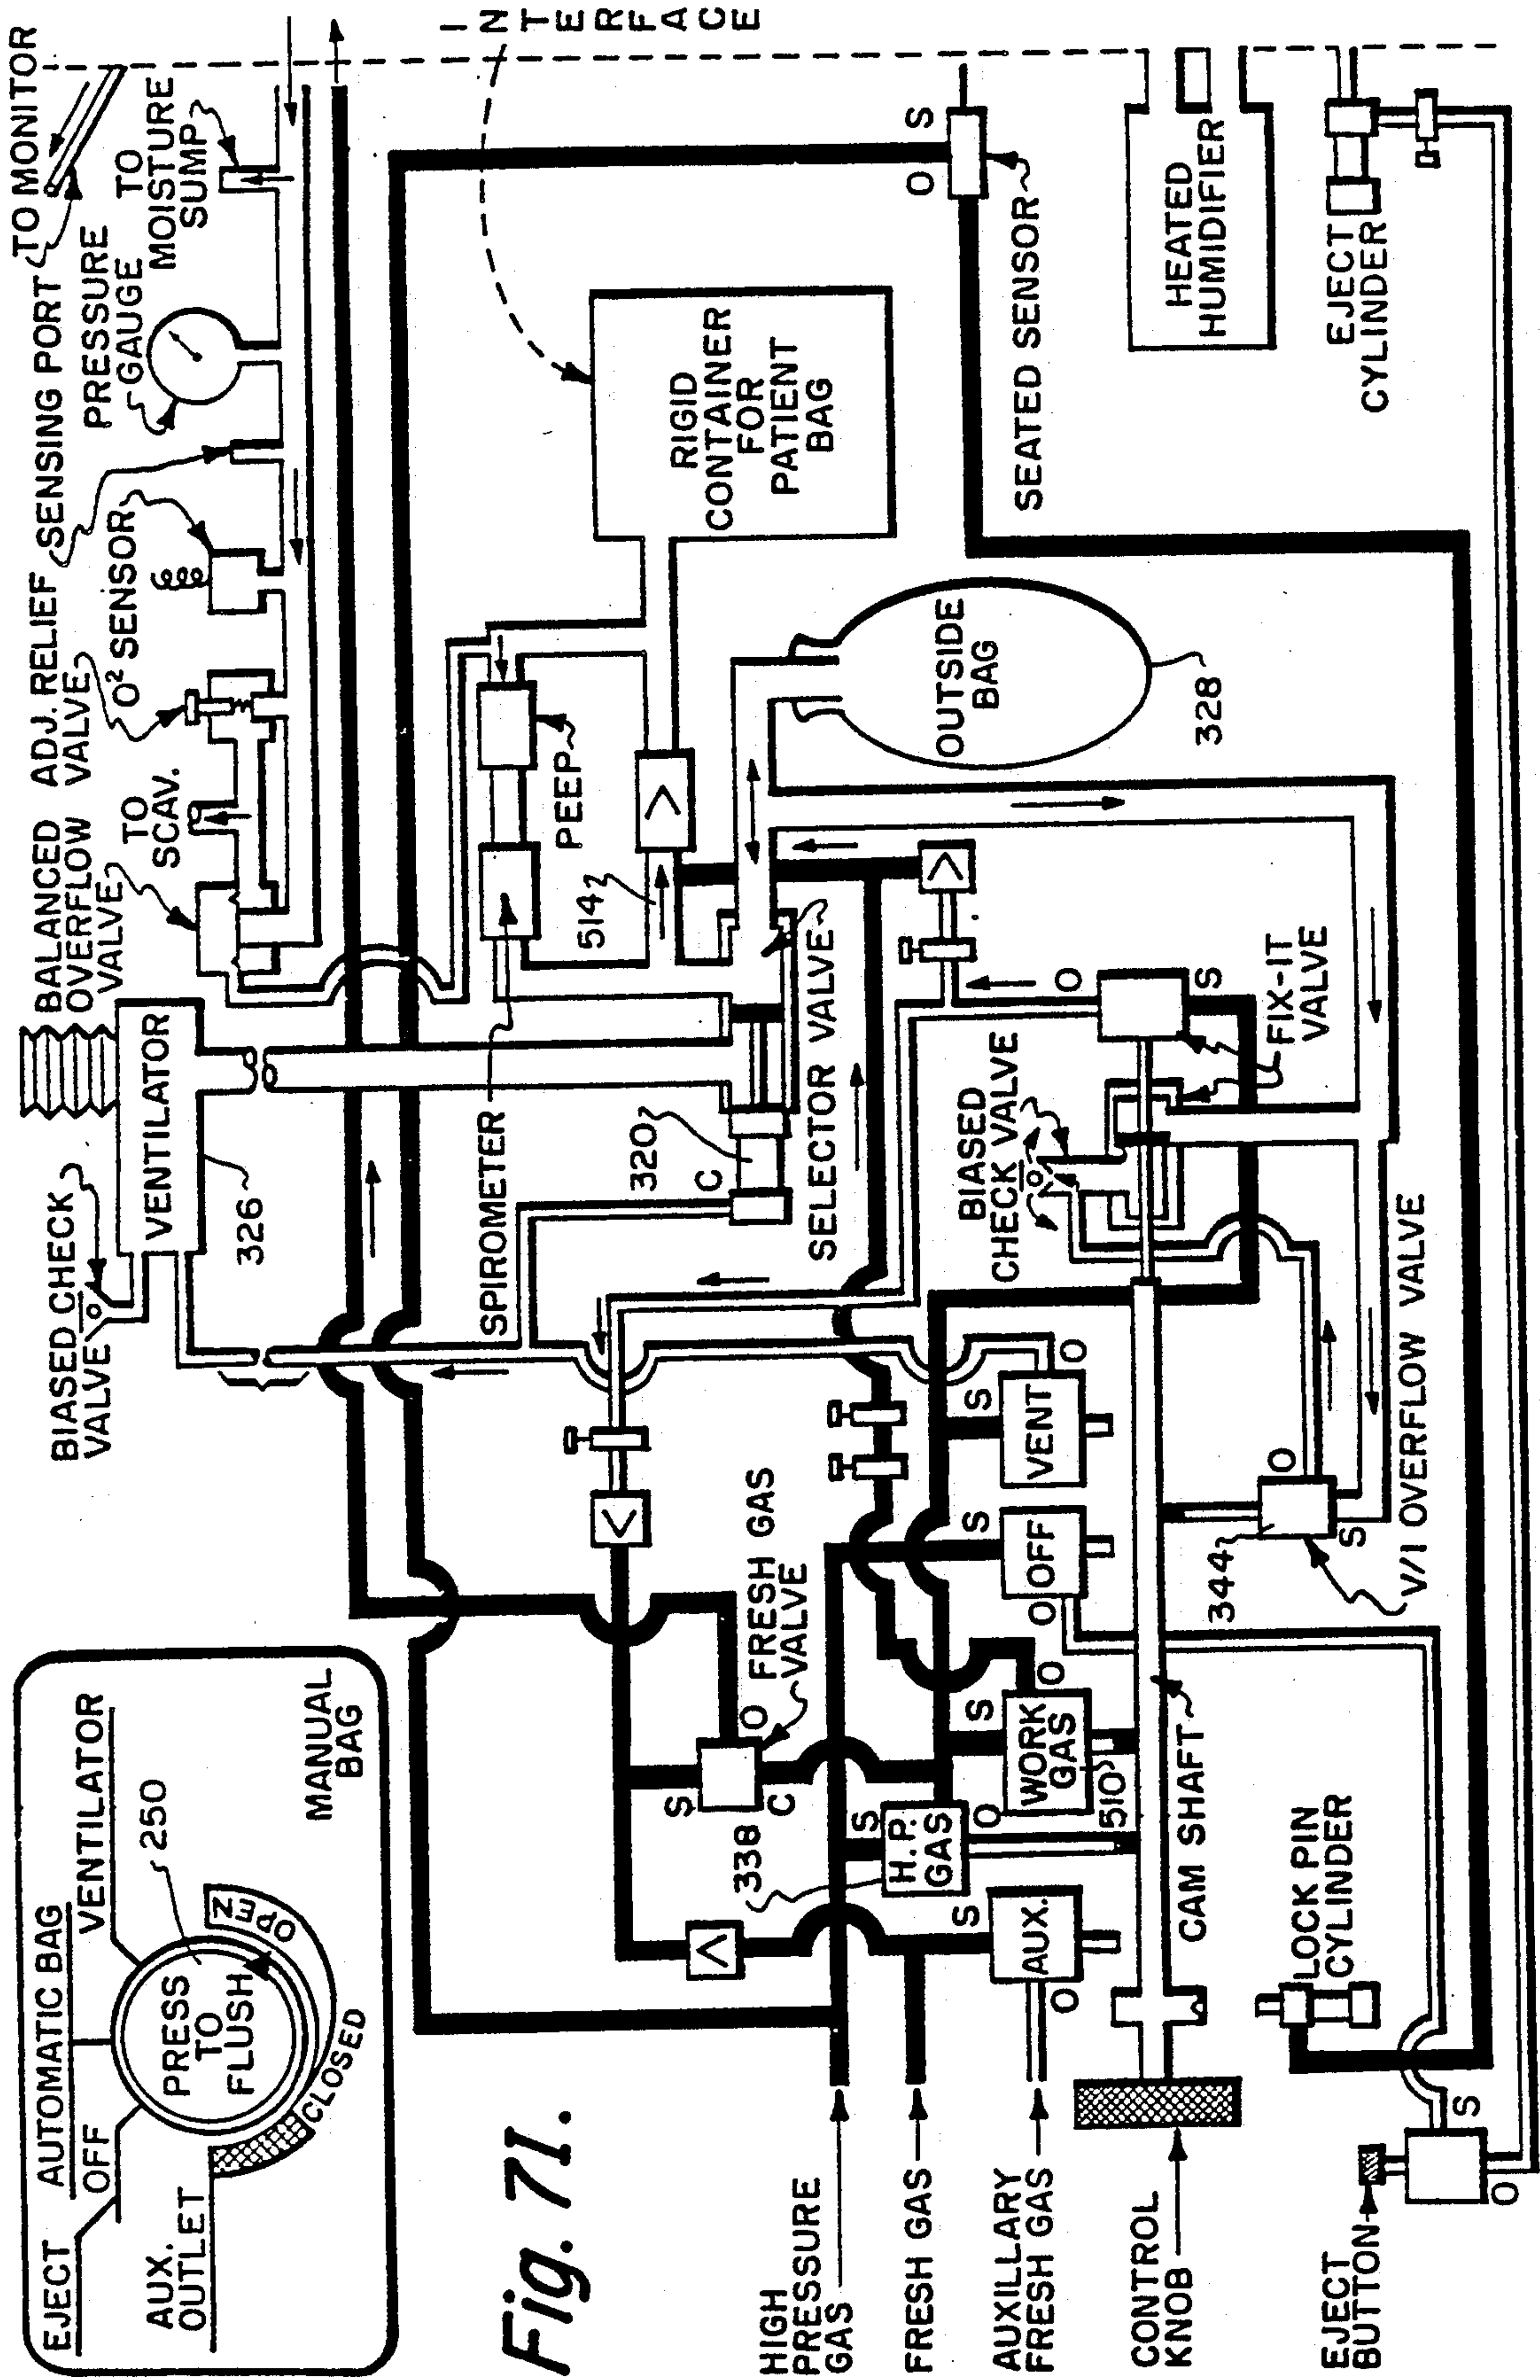 EJECT
AUTOMATIC BAG
OFF
VENTILATOR
AUX.
OUTLET
250
PRESS
TO
FLUSH
OPEN
CLOSED
MANUAL
BAG
Fig. 71.
BIASED CHECK
VALVE
VENTILATOR
326
BALANCED
OVERFLOW
VALVE
TO
SCAV.
ADJ. RELIEF
VALVE
O² SENSOR
SENSING PORT
PRESSURE
GAUGE
TO
MOISTURE
SUMP
TO MONITOR
INTERFACE
SPIROMETER
PEEP
514
RIGID
CONTAINER
FOR
PATIENT
BAG
320
C
SELECTOR VALVE
OUTSIDE
BAG
328
O
S
SEATED SENSOR
HEATED
HUMIDIFIER
EJECT
CYLINDER
BIASED
CHECK VALVE
O
S
FIX-IT
VALVE
FRESH GAS
VALVE
S
O
C
338
S
H.P.
GAS
O
S
WORK
GAS
O
510
S
OFF
O
S
VENT
O
S
AUX.
O
CAM SHAFT
344
O
S
V/I OVERFLOW VALVE
LOCK PIN
CYLINDER
HIGH
PRESSURE
GAS
FRESH GAS
AUXILLARY
FRESH GAS
CONTROL
KNOB
EJECT
BUTTON
S
O